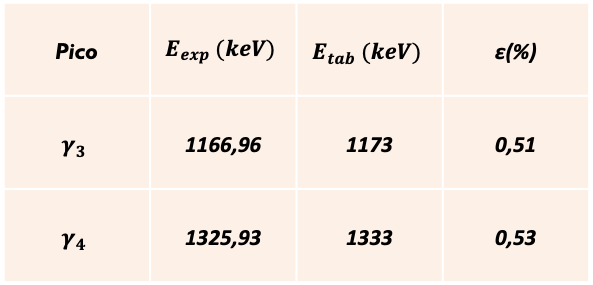 Pico E_exp (keV) E_tab (keV) ε(%)
γ3 1166,96 1173 0,51
γ4 1325,93 1333 0,53